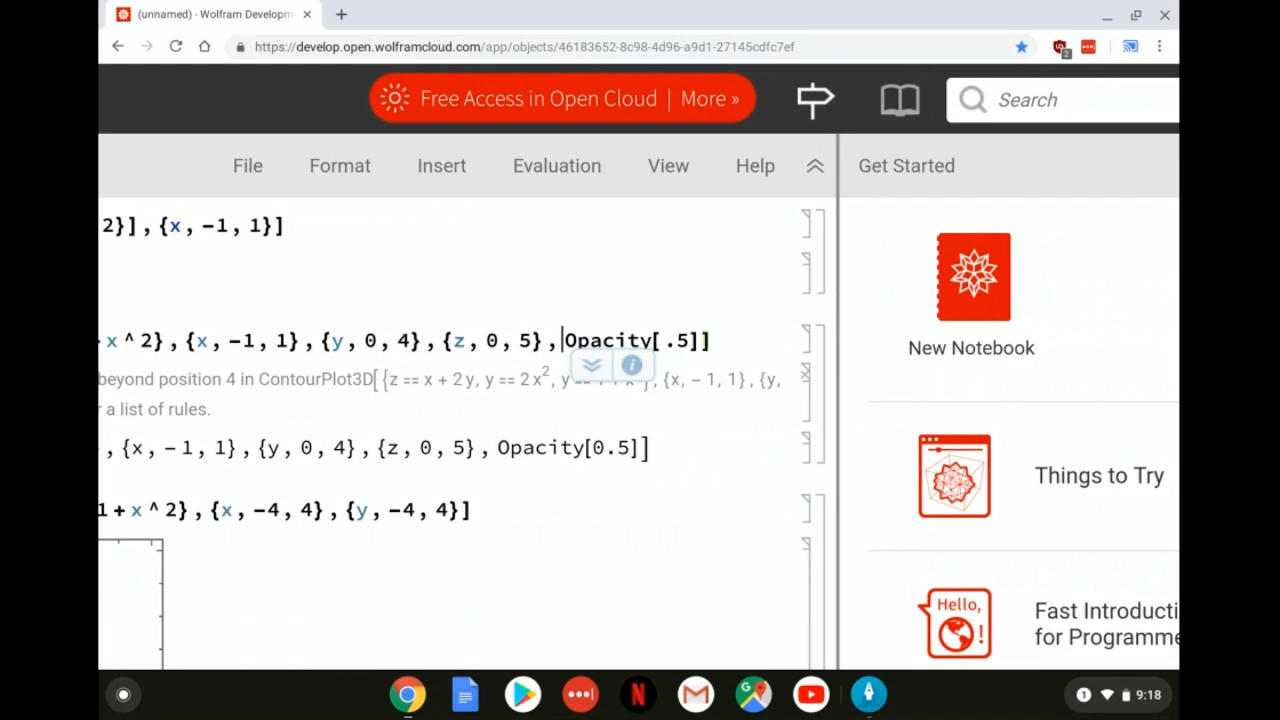 (unnamed) - Wolfram Developm
https://develop.open.wolframcloud.com/app/objects/46183652-8c98-4d96-a9d1-27145cdfc7ef
2
Free Access in Open Cloud | More »
Search
File Format Insert Evaluation View Help
Get Started
2}], {x, -1, 1}]
x ^ 2}, {x, -1, 1}, {y, 0, 4}, {z, 0, 5}, Opacity[.5]]
beyond position 4 in ContourPlot3D[{z == x + 2 y, y == 2 x², y == 1 + x², {x, -1, 1}, {y,
r a list of rules.
, {x, -1, 1}, {y, 0, 4}, {z, 0, 5}, Opacity[0.5]]
1 + x ^ 2}, {x, -4, 4}, {y, -4, 4}]
New Notebook
Things to Try
Hello,
!
Fast Introducti
for Programme
N
1 9:18